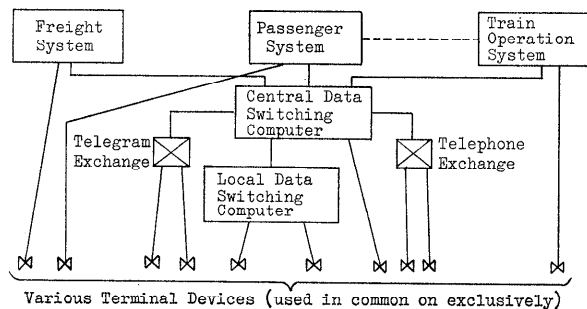 Freight
System
Passenger
System
Train
Operation
System
Central Data
Switching
Computer
Telegram
Exchange
Telephone
Exchange
Local Data
Switching
Computer
Various Terminal Devices (used in common on exclusively)